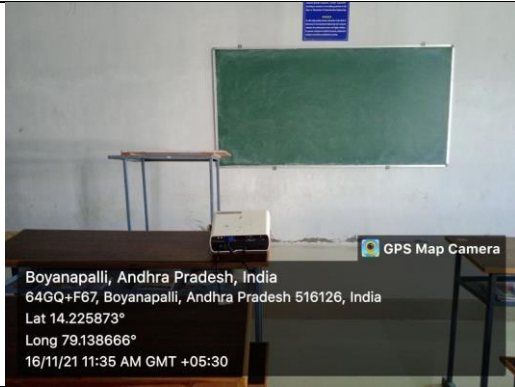 GPS Map Camera
Boyanapalli, Andhra Pradesh, India
64GQ+F67, Boyanapalli, Andhra Pradesh 516126, India
Lat 14.225873°
Long 79.138666°
16/11/21 11:35 AM GMT +05:30